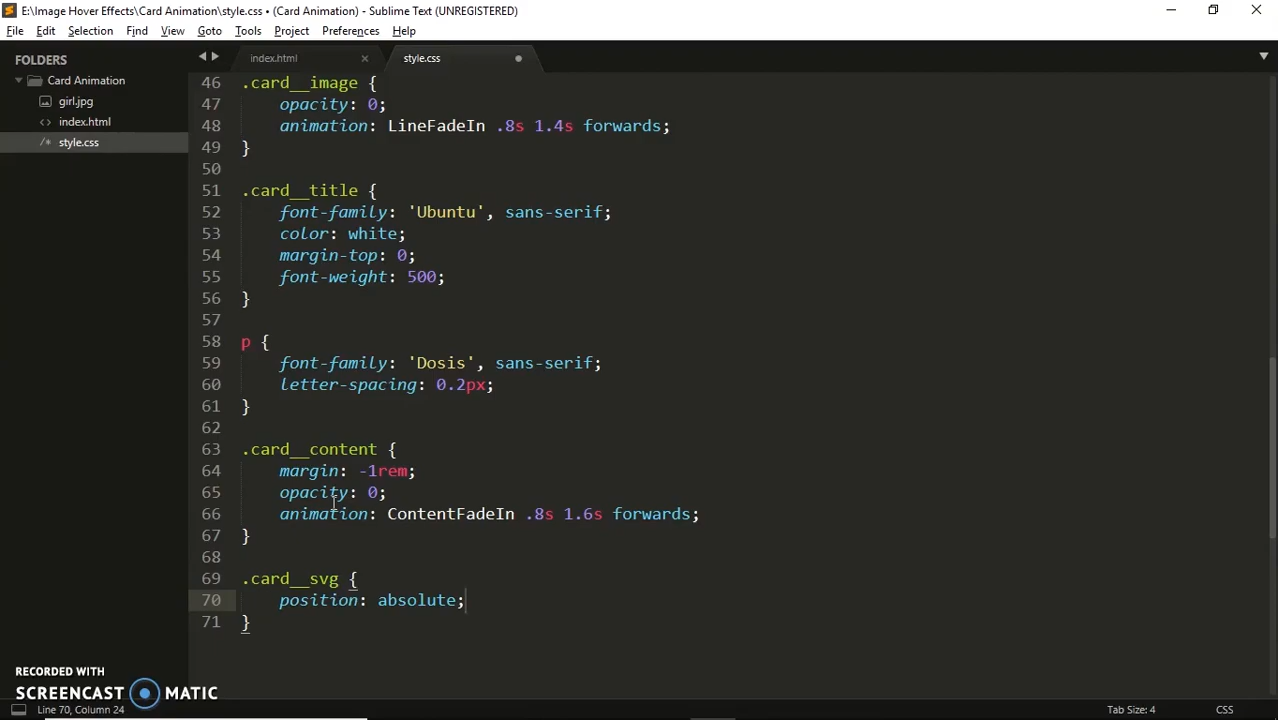 E:\Image Hover Effects\Card Animation\style.css • (Card Animation) - Sublime Text (UNREGISTERED)
File Edit Selection Find View Goto Tools Project Preferences Help
FOLDERS
Card Animation
girl.jpg
<> index.html
/* style.css
index.html × style.css
46 .card__image {
47 opacity: 0;
48 animation: LineFadeIn .8s 1.4s forwards;
49 }
50
51 .card__title {
52 font-family: 'Ubuntu', sans-serif;
53 color: white;
54 margin-top: 0;
55 font-weight: 500;
56 }
57
58 p {
59 font-family: 'Dosis', sans-serif;
60 letter-spacing: 0.2px;
61 }
62
63 .card__content {
64 margin: -1rem;
65 opacity: 0;
66 animation: ContentFadeIn .8s 1.6s forwards;
67 }
68
69 .card__svg {
70 position: absolute;
71 }
RECORDED WITH
SCREENCAST MATIC
Line 70, Column 24 Tab Size: 4 CSS